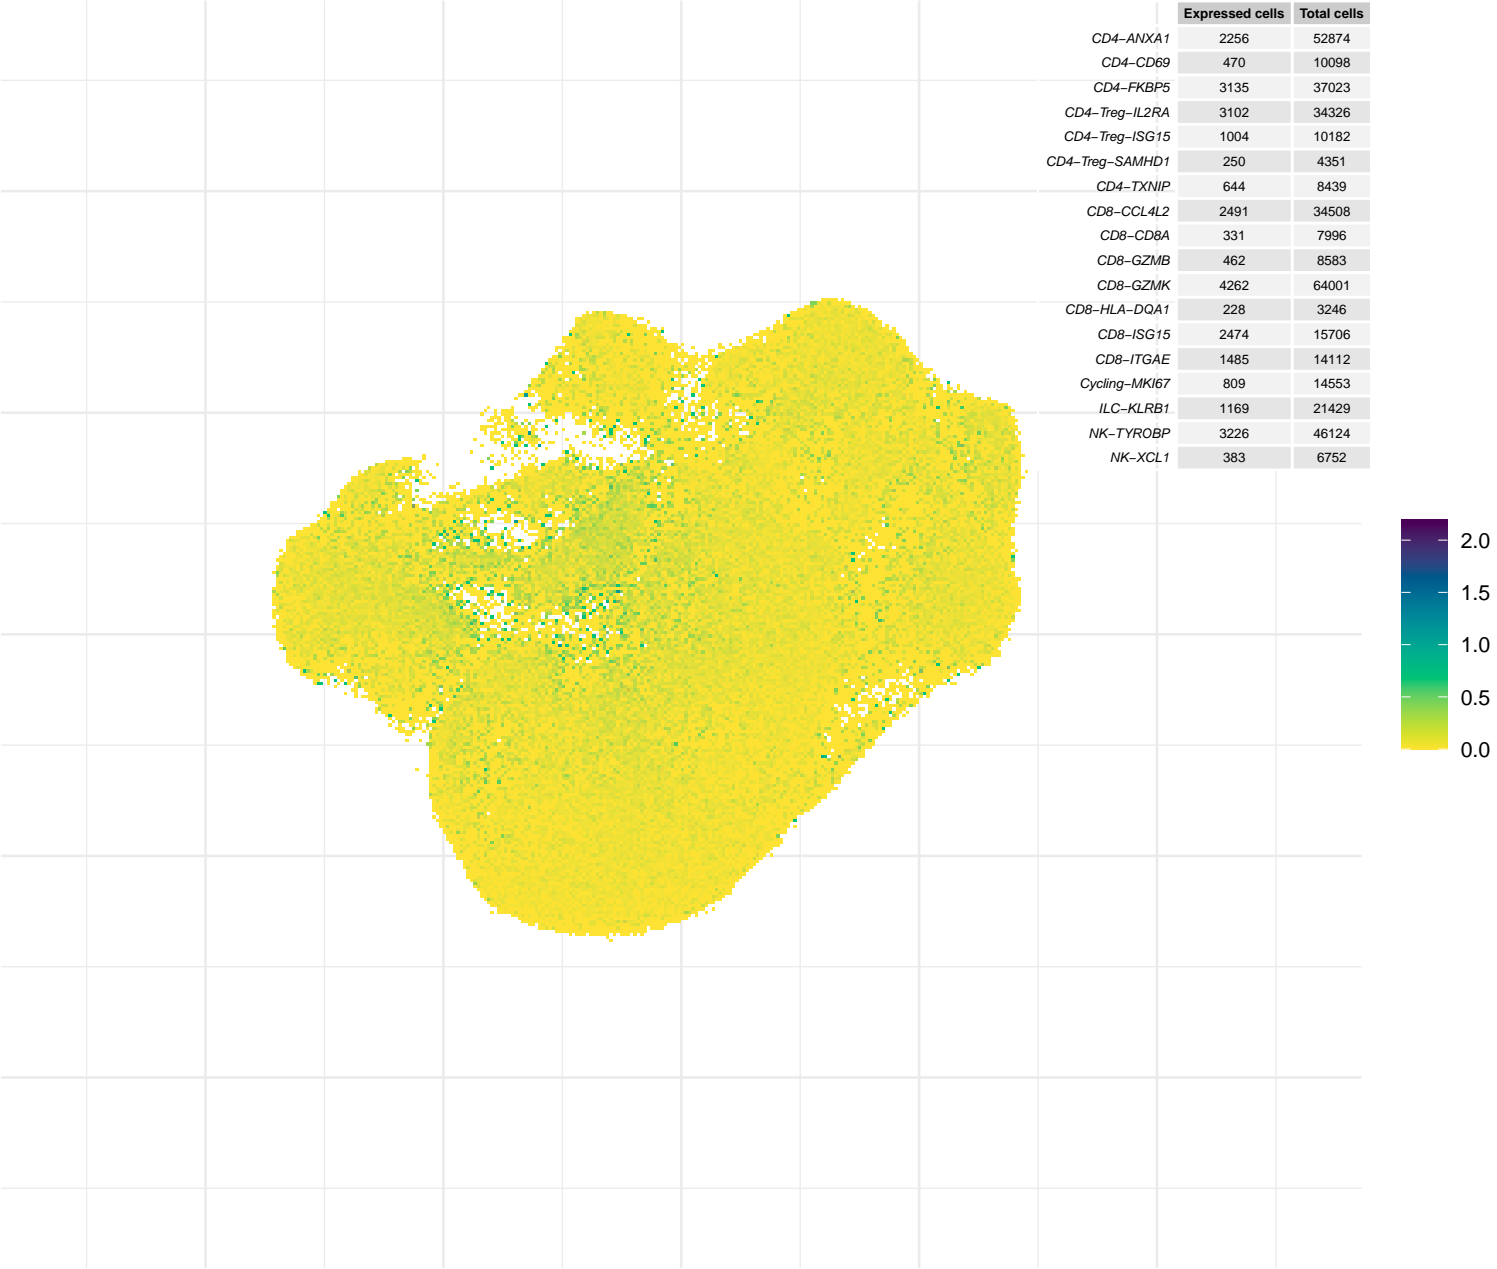 Expressed cells Total cells
CD4−ANXA1 2256 52874
CD4−CD69 470 10098
CD4−FKBP5 3135 37023
CD4−Treg−IL2RA 3102 34326
CD4−Treg−ISG15 1004 10182
CD4−Treg−SAMHD1 250 4351
CD4−TXNIP 644 8439
CD8−CCL4L2 2491 34508
CD8−CD8A 331 7996
CD8−GZMB 462 8583
CD8−GZMK 4262 64001
CD8−HLA−DQA1 228 3246
CD8−ISG15 2474 15706
CD8−ITGAE 1485 14112
Cycling−MKI67 809 14553
ILC−KLRB1 1169 21429
NK−TYROBP 3226 46124
NK−XCL1 383 6752
2.0
1.5
1.0
0.5
0.0